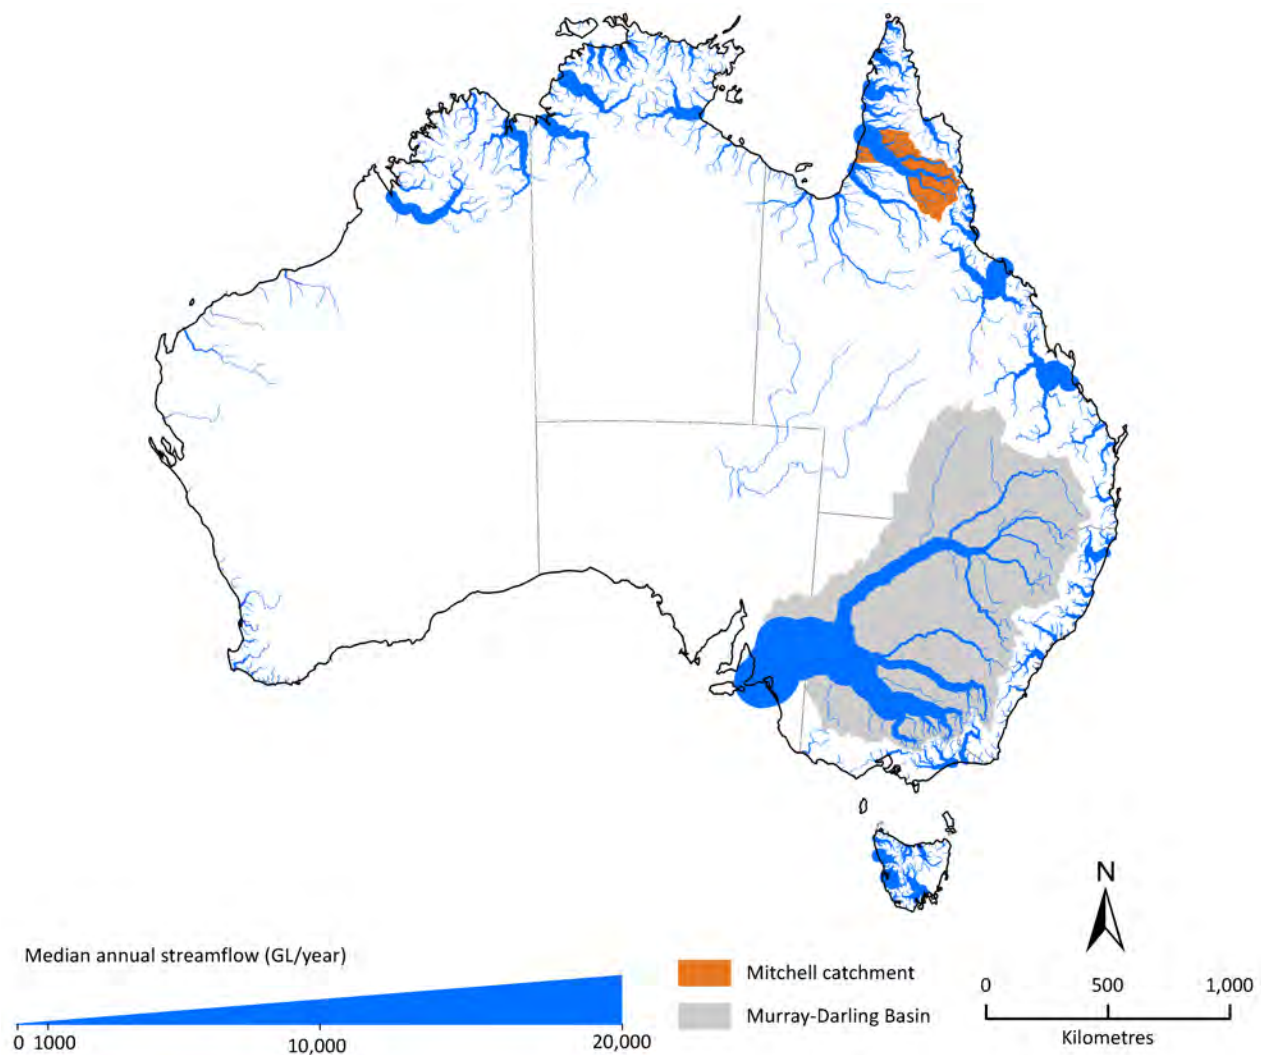 N
Median annual streamflow (GL/year)
0 1000 10,000 20,000
Mitchell catchment
Murray-Darling Basin
0 500 1,000
Kilometres